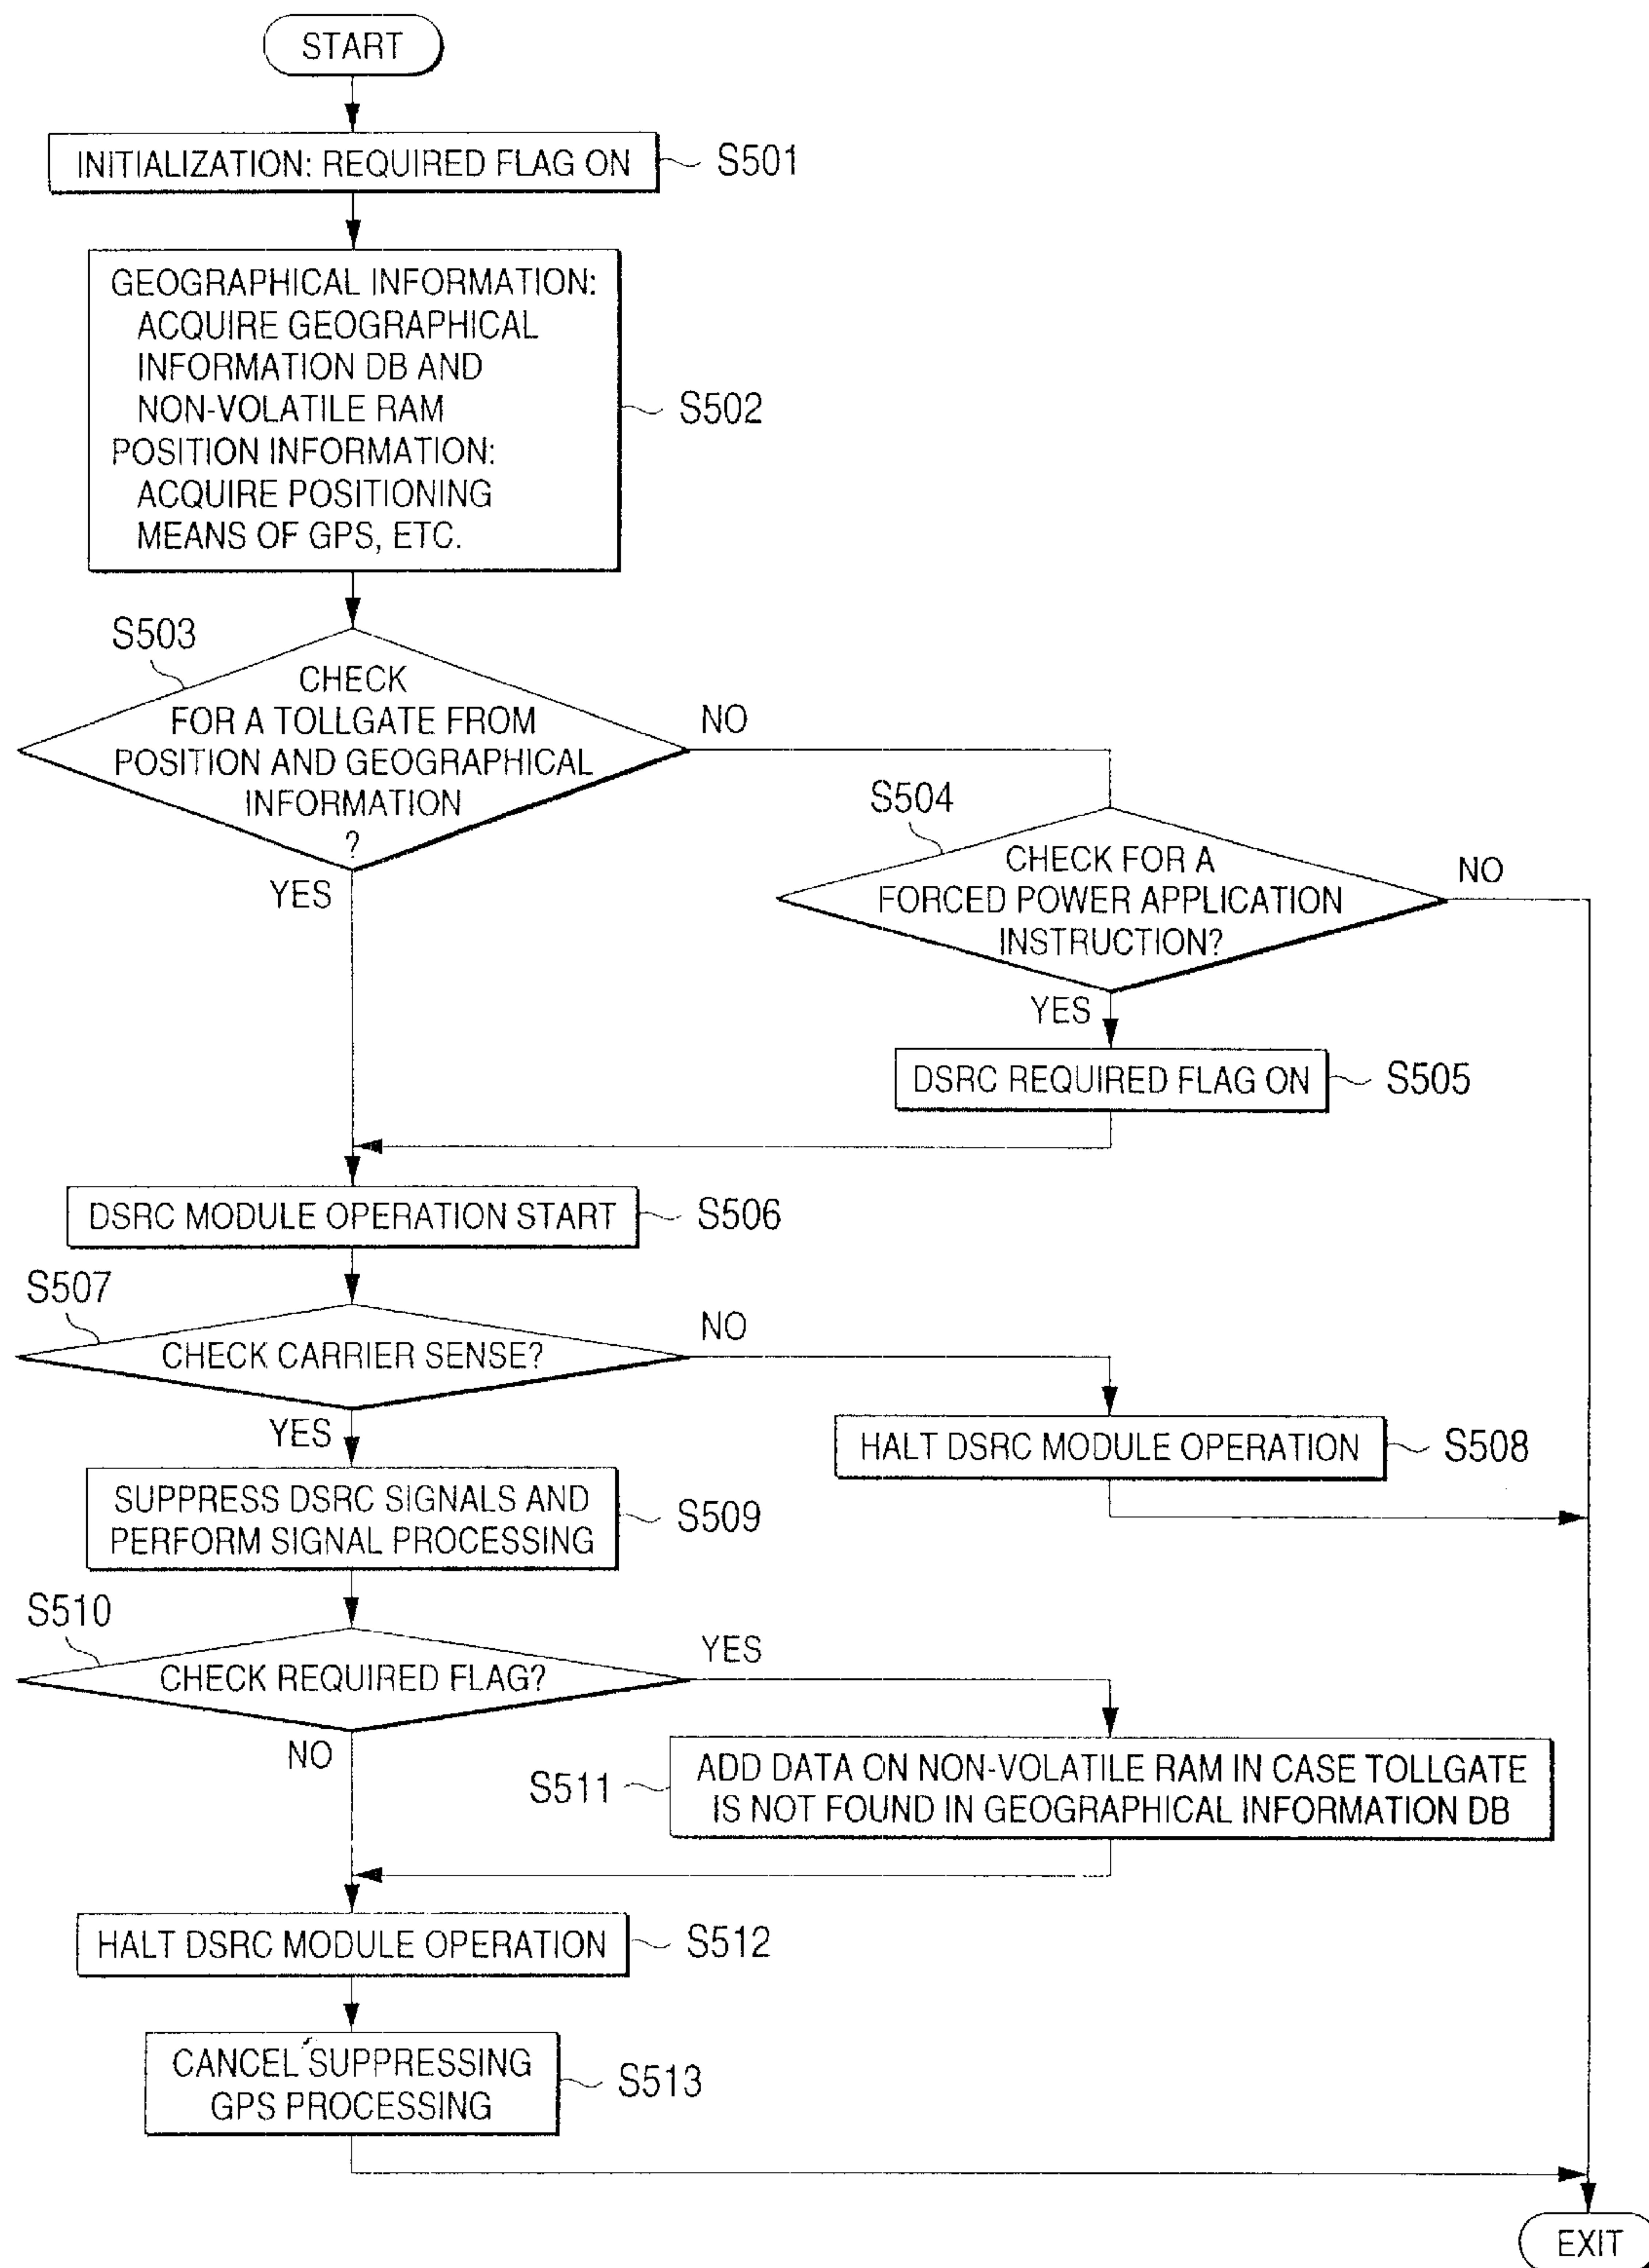 START
INITIALIZATION: REQUIRED FLAG ON
S501
GEOGRAPHICAL INFORMATION:
ACQUIRE GEOGRAPHICAL
INFORMATION DB AND
NON-VOLATILE RAM
POSITION INFORMATION:
ACQUIRE POSITIONING
MEANS OF GPS, ETC.
S502
S503
CHECK
FOR A TOLLGATE FROM
POSITION AND GEOGRAPHICAL
INFORMATION
?
NO
YES
S504
CHECK FOR A
FORCED POWER APPLICATION
INSTRUCTION?
NO
YES
DSRC REQUIRED FLAG ON
S505
DSRC MODULE OPERATION START
S506
S507
CHECK CARRIER SENSE?
NO
YES
HALT DSRC MODULE OPERATION
S508
SUPPRESS DSRC SIGNALS AND
PERFORM SIGNAL PROCESSING
S509
S510
CHECK REQUIRED FLAG?
YES
NO
S511
ADD DATA ON NON-VOLATILE RAM IN CASE TOLLGATE
IS NOT FOUND IN GEOGRAPHICAL INFORMATION DB
HALT DSRC MODULE OPERATION
S512
CANCEL SUPPRESSING
GPS PROCESSING
S513
EXIT